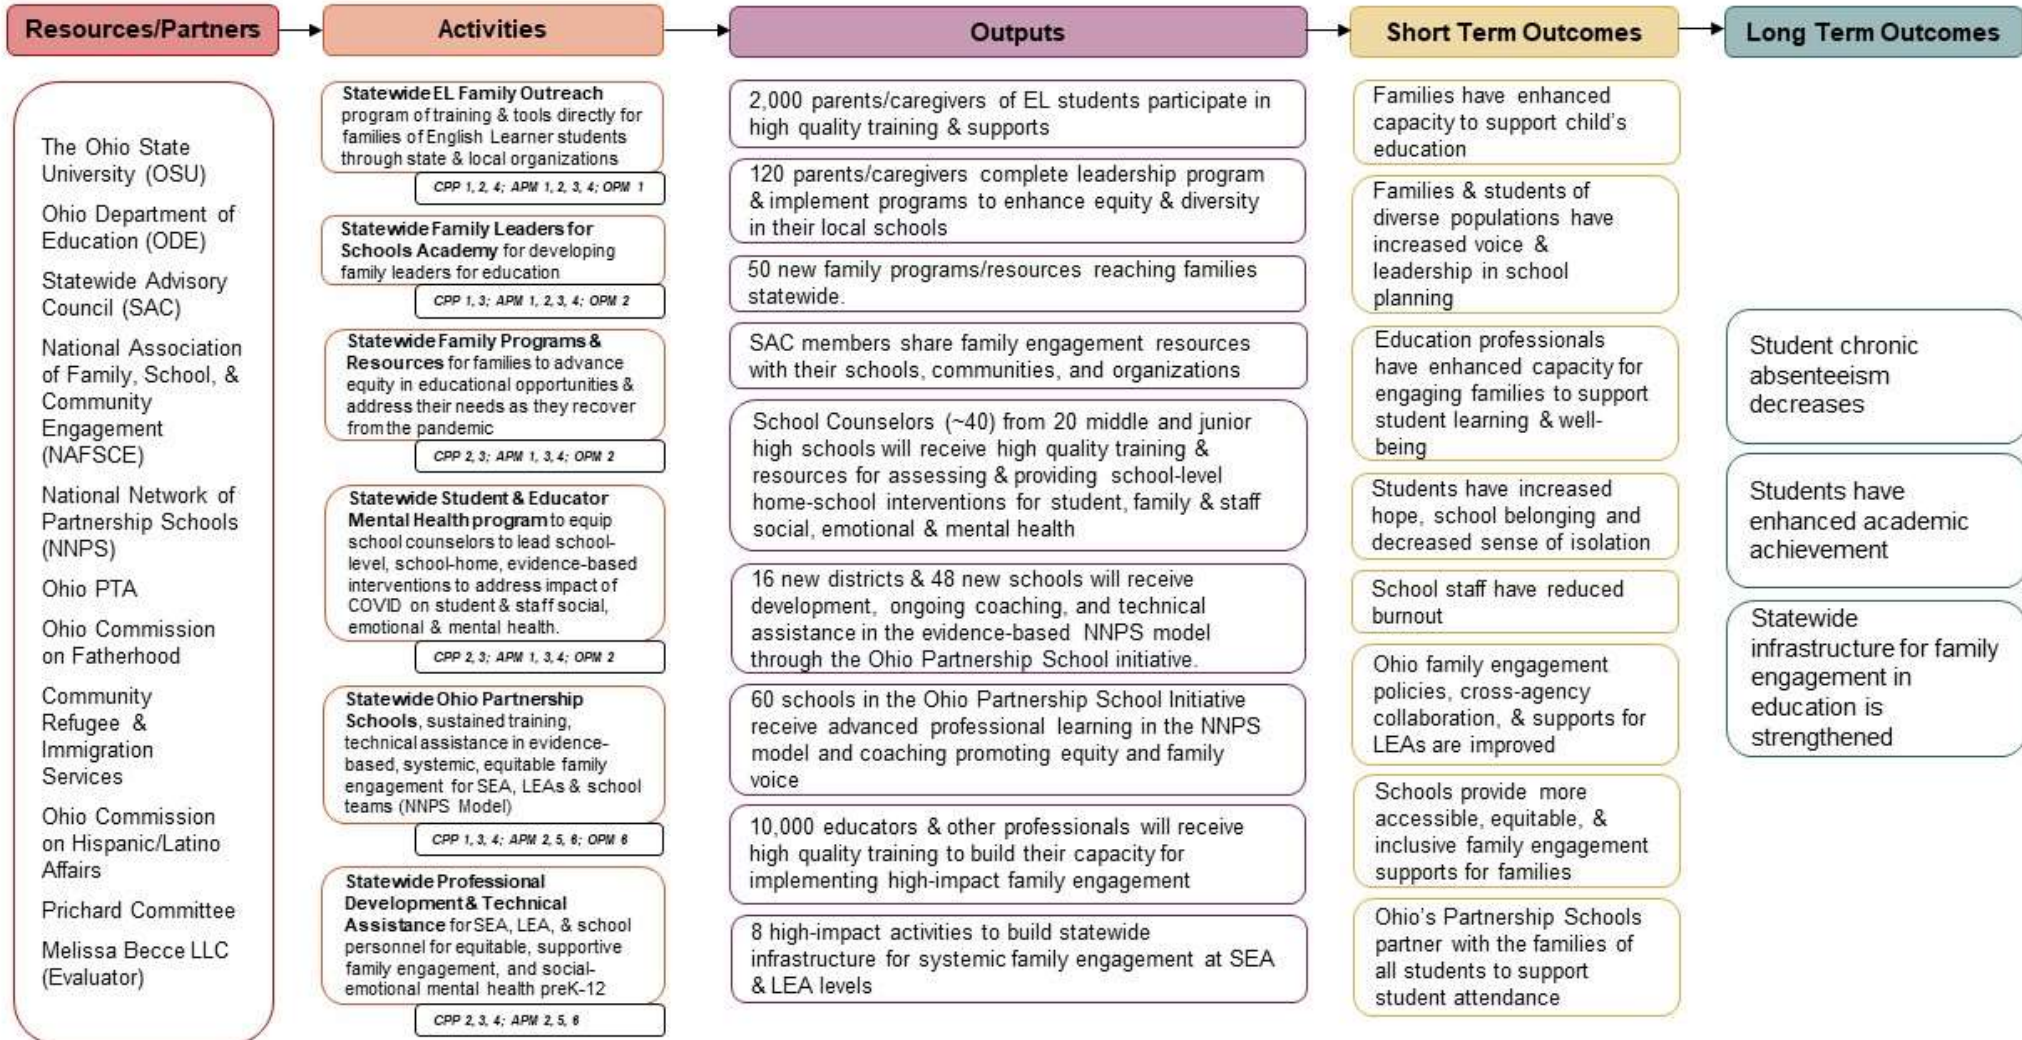 Resources/Partners
Activities
Outputs
Short Term Outcomes
Long Term Outcomes
The Ohio State
University (OSU)
Ohio Department of
Education (ODE)
Statewide Advisory
Council (SAC)
National Association
of Family, School, &
Community
Engagement
(NAFSCE)
National Network of
Partnership Schools
(NNPS)
Ohio PTA
Ohio Commission
on Fatherhood
Community
Refugee &
Immigration
Services
Ohio Commission
on Hispanic/Latino
Affairs
Prichard Committee
Melissa Becce LLC
(Evaluator)
Statewide EL Family Outreach
program of training & tools directly for
families of English Learner students
through state & local organizations
CPP 1, 2, 4; APM 1, 2, 3, 4; OPM 1
Statewide Family Leaders for
Schools Academy for developing
family leaders for education
CPP 1, 3; APM 1, 2, 3, 4; OPM 2
Statewide Family Programs &
Resources for families to advance
equity in educational opportunities &
address their needs as they recover
from the pandemic
CPP 2, 3; APM 1, 3, 4; OPM 2
Statewide Student & Educator
Mental Health program to equip
school counselors to lead school-
level, school-home, evidence-based
interventions to address impact of
COVID on student & staff social,
emotional & mental health.
CPP 2, 3; APM 1, 3, 4; OPM 2
Statewide Ohio Partnership
Schools, sustained training,
technical assistance in evidence-
based, systemic, equitable family
engagement for SEA, LEAs & school
teams (NNPS Model)
CPP 1, 3, 4; APM 2, 5, 6; OPM 6
Statewide Professional
Development & Technical
Assistance for SEA, LEA, & school
personnel for equitable, supportive
family engagement, and social-
emotional mental health preK-12
CPP 2, 3, 4; APM 2, 5, 6
2,000 parents/caregivers of EL students participate in
high quality training & supports
120 parents/caregivers complete leadership program
& implement programs to enhance equity & diversity
in their local schools
50 new family programs/resources reaching families
statewide.
SAC members share family engagement resources
with their schools, communities, and organizations
School Counselors (~40) from 20 middle and junior
high schools will receive high quality training &
resources for assessing & providing school-level
home-school interventions for student, family & staff
social, emotional & mental health
16 new districts & 48 new schools will receive
development, ongoing coaching, and technical
assistance in the evidence-based NNPS model
through the Ohio Partnership School initiative.
60 schools in the Ohio Partnership School Initiative
receive advanced professional learning in the NNPS
model and coaching promoting equity and family
voice
10,000 educators & other professionals will receive
high quality training to build their capacity for
implementing high-impact family engagement
8 high-impact activities to build statewide
infrastructure for systemic family engagement at SEA
& LEA levels
Families have enhanced
capacity to support child's
education
Families & students of
diverse populations have
increased voice &
leadership in school
planning
Education professionals
have enhanced capacity for
engaging families to support
student learning & well-
being
Students have increased
hope, school belonging and
decreased sense of isolation
School staff have reduced
burnout
Ohio family engagement
policies, cross-agency
collaboration, & supports for
LEAs are improved
Schools provide more
accessible, equitable, &
inclusive family engagement
supports for families
Ohio's Partnership Schools
partner with the families of
all students to support
student attendance
Student chronic
absenteeism
decreases
Students have
enhanced academic
achievement
Statewide
infrastructure for family
engagement in
education is
strengthened